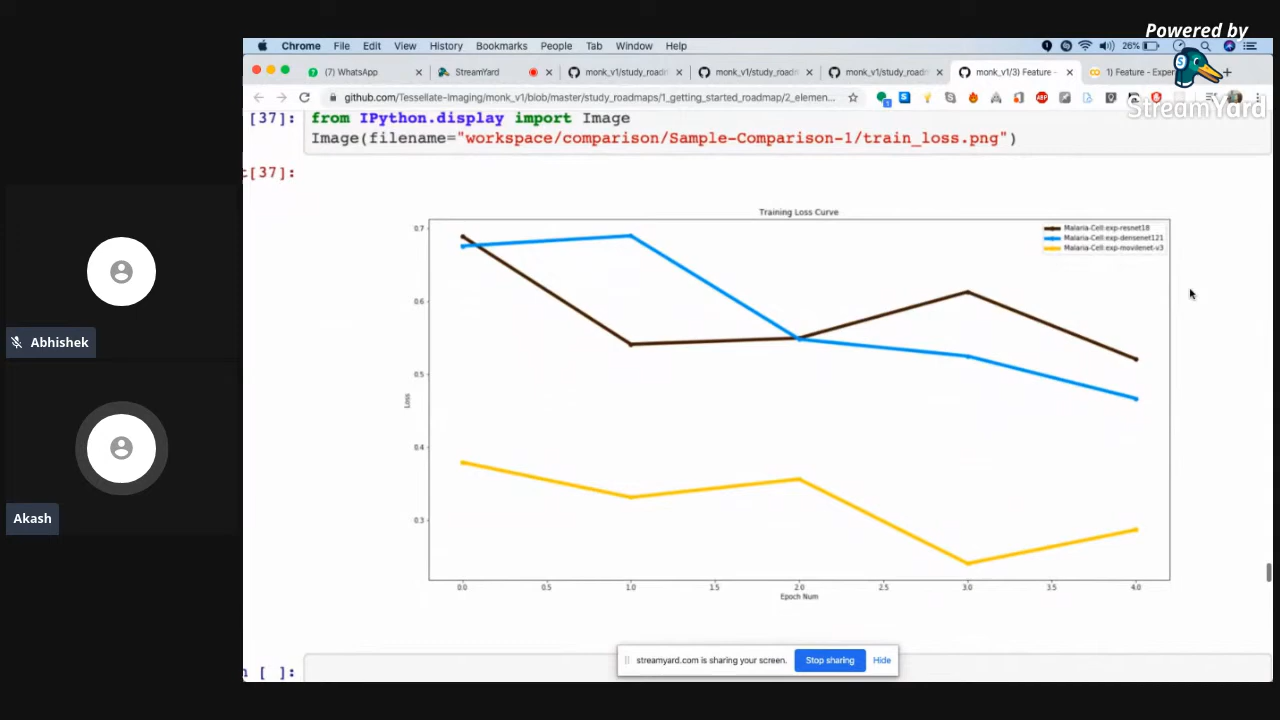 Powered by
StreamYard
Chrome File Edit View History Bookmarks People Tab Window Help
26%
(7) WhatsApp
StreamYard
monk_v1/study_roadm
monk_v1/study_roadm
monk_v1/study_roadm
monk_v1/3) Feature -
1) Feature - Exper
github.com/Tessellate-Imaging/monk_v1/blob/master/study_roadmaps/1_getting_started_roadmap/2_elemen...
[37]: from IPython.display import Image
Image(filename="workspace/comparison/Sample-Comparison-1/train_loss.png")
t[37]:
Training Loss Curve
Malaria-Cell:exp-resnet18
Malaria-Cell:exp-densenet121
Malaria-Cell:exp-movilenet-v3
0.7
0.6
0.5
0.4
0.3
Loss
0.0 0.5 1.0 1.5 2.0 2.5 3.0 3.5 4.0
Epoch Num
n [ ]:
streamyard.com is sharing your screen. Stop sharing Hide
Abhishek
Akash